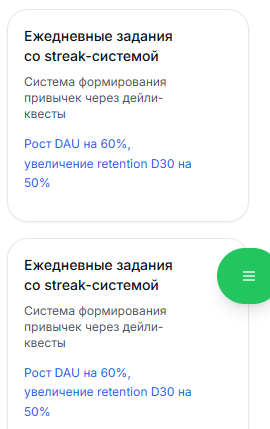 Ежедневные задания
со streak-системой
Система формирования
привычек через дейли-
квесты
Рост DAU на 60%,
увеличение retention D30 на
50%
Ежедневные задания
со streak-системой
Система формирования
привычек через дейли-
квесты
Рост DAU на 60%,
увеличение retention D30 на
50%